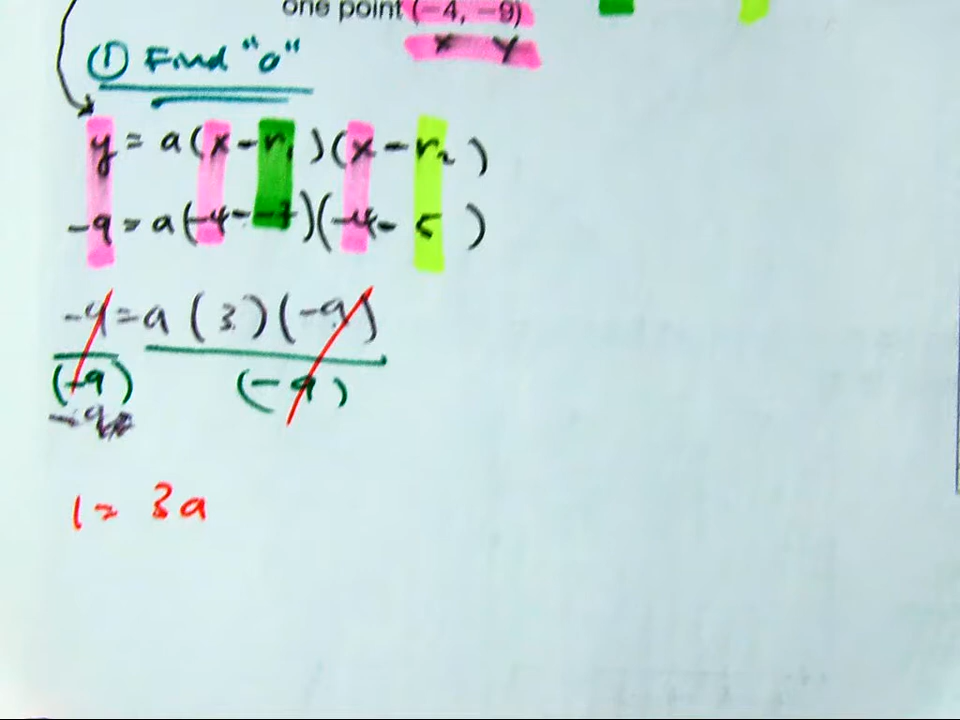 one point (−4, −9)
x y
① Find "a"
y = a(x − r₁)(x − r₂)
-9 = a(-4 - -7)(-4 - 5)
-9 = a(3)(-9)
(-9) (-9)
1 = 3a